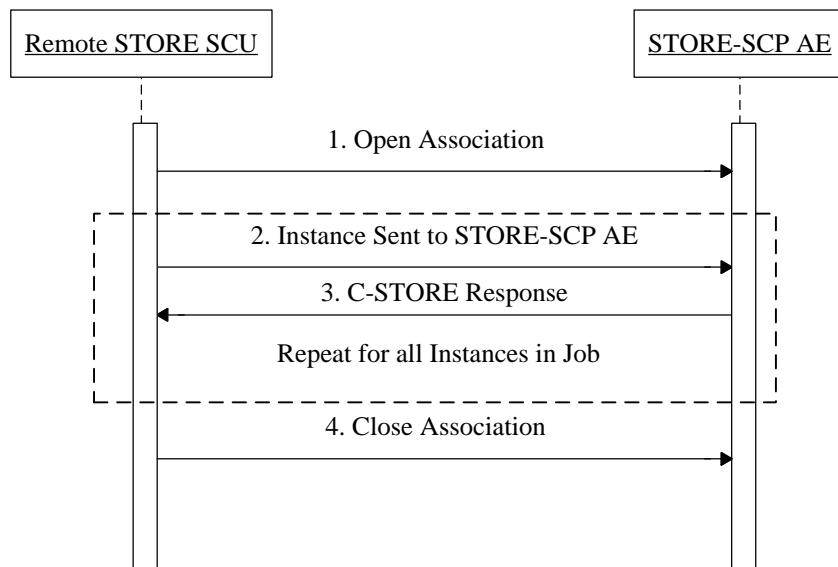 Remote STORE SCU
STORE-SCP AE
1. Open Association
2. Instance Sent to STORE-SCP AE
3. C-STORE Response
Repeat for all Instances in Job
4. Close Association